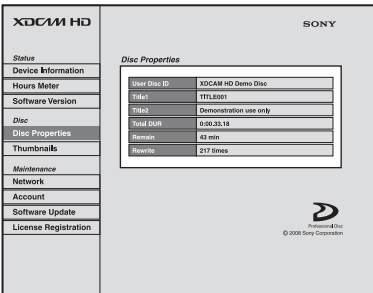 XDCAM HD
SONY
Status
Device Information
Hours Meter
Software Version
Disc
Disc Properties
Thumbnails
Maintenance
Network
Account
Software Update
License Registration
Disc Properties
User Disc ID XDCAM HD Demo Disc
Title1 TITLE001
Title2 Demonstration use only
Total DUR 0:00.33.18
Remain 43 min
Rewrite 217 times
Professional Disc
© 2008 Sony Corporation